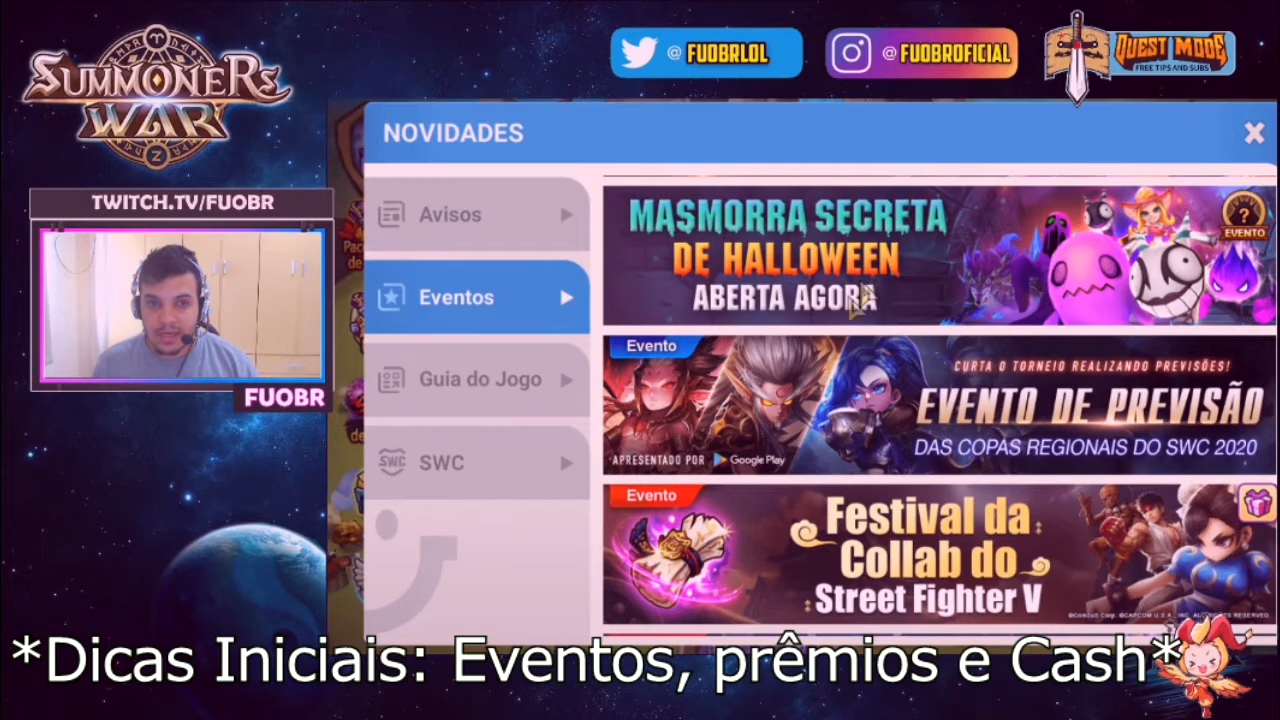 SUMMONERS
WAR
@ FUOBRLOL
@ FUOBROFICIAL
QUEST MODE
FREE TIPS AND SUBS
TWITCH.TV/FUOBR
FUOBR
NOVIDADES
Avisos
Eventos
Guia do Jogo
SWC
SWC
MASMORRA SECRETA
DE HALLOWEEN
ABERTA AGORA
?
EVENTO
Evento
CURTA O TORNEIO REALIZANDO PREVISÕES!
EVENTO DE PREVISÃO
DAS COPAS REGIONAIS DO SWC 2020
APRESENTADO POR Google Play
Evento
Festival da
Collab do
Street Fighter V
*Dicas Iniciais: Eventos, prêmios e Cash*